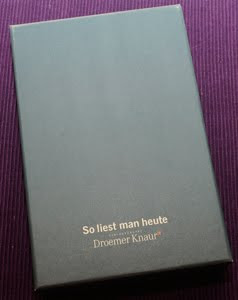 So liest man heute
Droemer Knaur